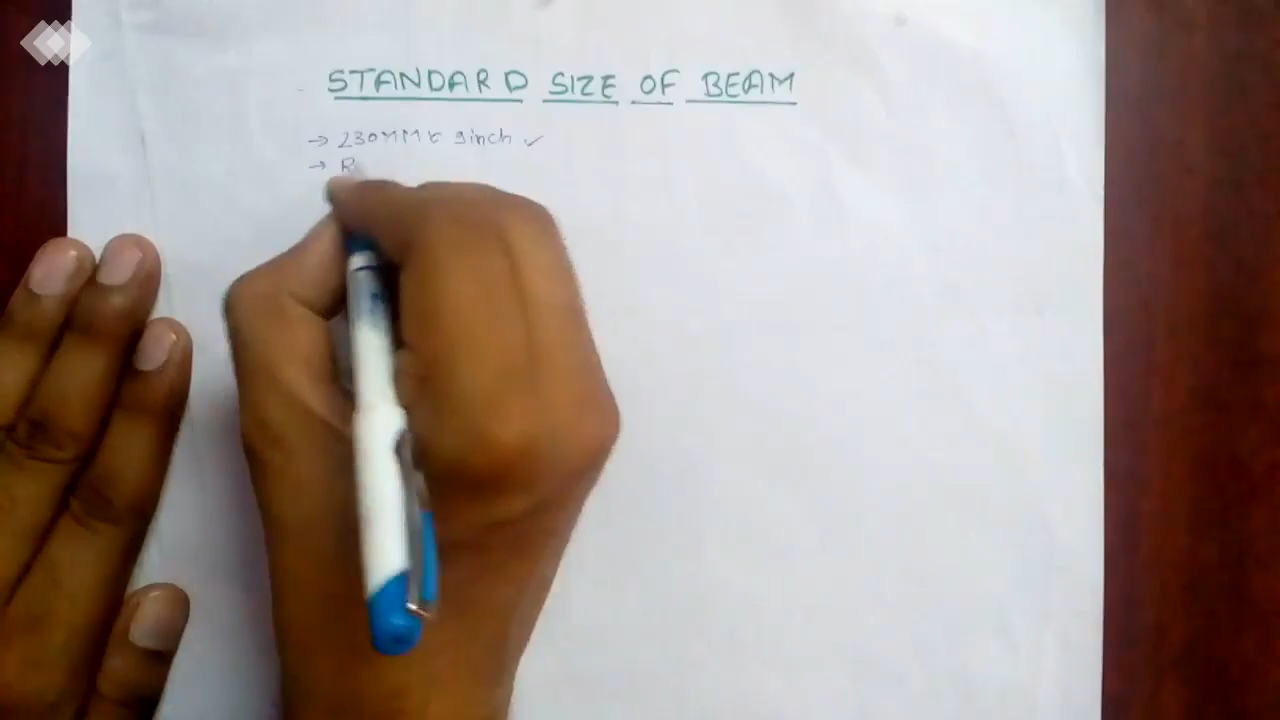 STANDARD SIZE OF BEAM
→ 230MM & 9inch ✓
→ R